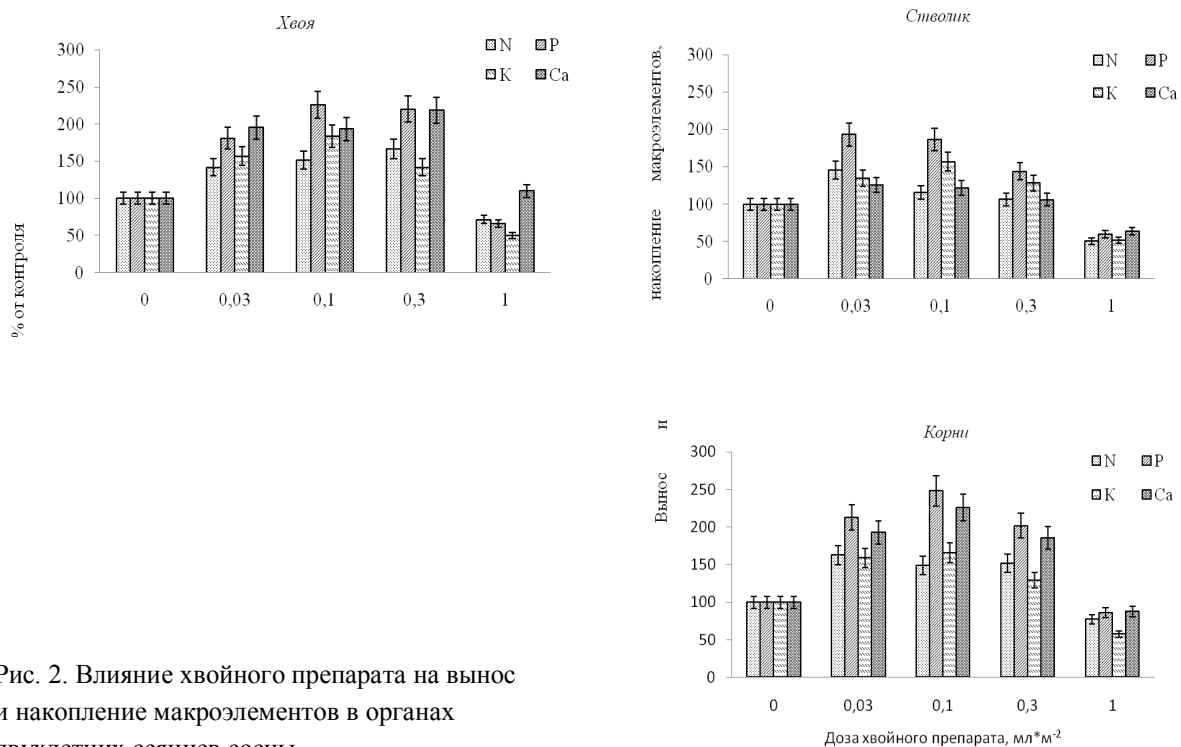 Хвоя
% от контроля
300
250
200
150
100
50
0
N P
К Ca
0 0,03 0,1 0,3 1
Стволик
Вынос и накопление макроэлементов,
300
250
200
150
100
50
0
N P
К Ca
0 0,03 0,1 0,3 1
Корни
300
250
200
150
100
50
0
N P
К Ca
0 0,03 0,1 0,3 1
Доза хвойного препарата, мл*м-2
Рис. 2. Влияние хвойного препарата на вынос
и накопление макроэлементов в органах